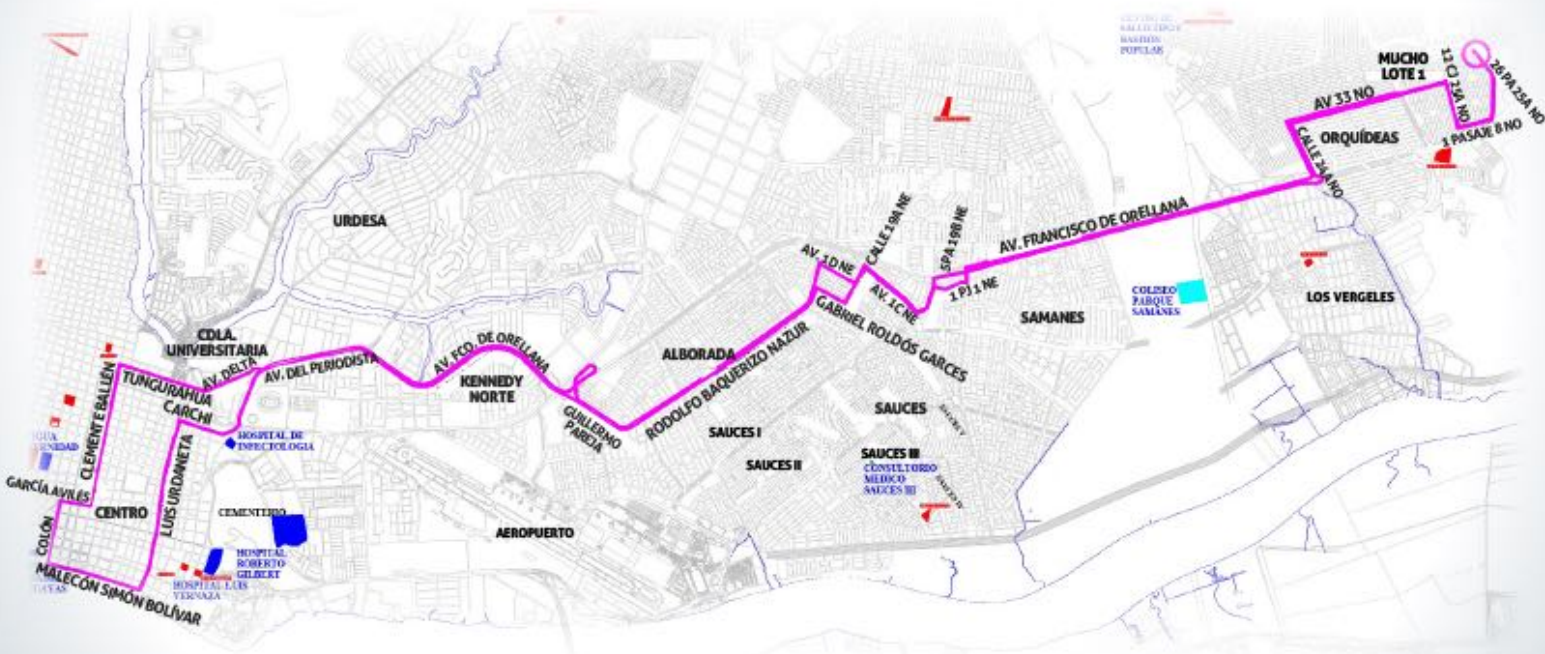 BASTIÓN
POPULAR
MUCHO
LOTE 1
12 CJ 25A NO
26 PA 25A NO
AV 33 NO
1 PASAJE 8 NO
ORQUÍDEAS
CALLE 24A NO
URDESA
CALLE 19A NE
5PA 19B NE
AV. FRANCISCO DE ORELLANA
AV. 1D NE
AV. 1C NE
1 PJ 1 NE
COLISEO
PARQUE
SAMANES
LOS VERGELES
SAMANES
GABRIEL ROLDÓS GARCES
CDLA.
UNIVERSITARIA
AV. DELTA
AV. DEL PERIODISTA
AV. FCO. DE ORELLANA
KENNEDY
NORTE
ALBORADA
RODOLFO BAQUERIZO NAZUR
GUILLERMO
PAREJA
TUNGURAHUA
CARCHI
CLEMENTE BALLÉN
LUIS URDANETA
HOSPITAL DE
INFECTOLOGIA
SAUCES
SAUCES I
SAUCES II
SAUCES III
CONSULTORIO
MEDICO
SAUCES III
GARCÍA AVILÉS
CENTRO
CEMENTERIO
AEROPUERTO
COLÓN
HOSPITAL
ROBERTO
GILBERT
HOSPITAL LUIS
VERNAZA
MALECÓN SIMÓN BOLÍVAR